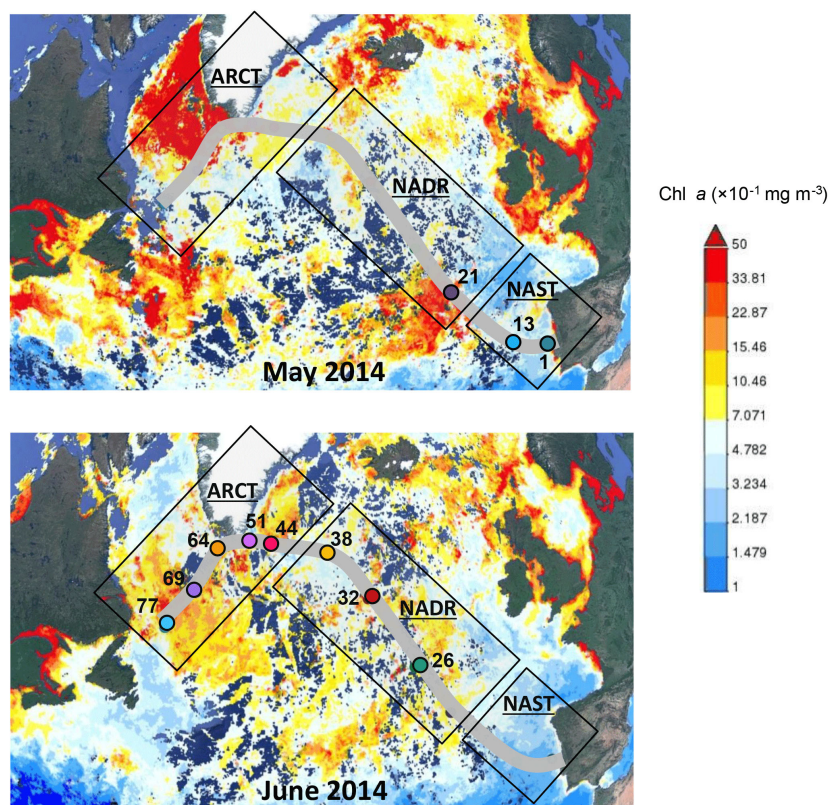 ARCT
NADR
21
NAST
13
1
May 2014
Chl a (×10-1 mg m-3)
50
33.81
22.87
15.46
10.46
7.071
4.782
3.234
2.187
1.479
1
ARCT
51
44
64
38
69
32
NADR
77
26
NAST
June 2014